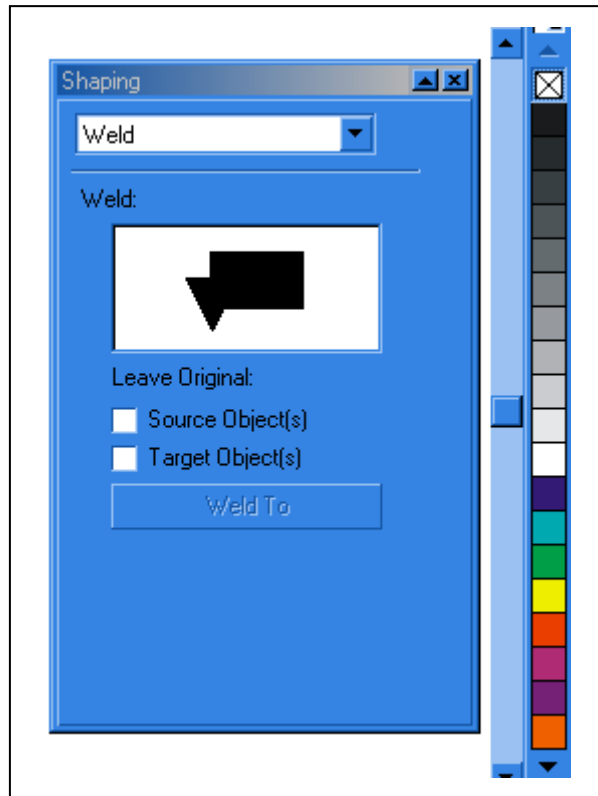 Shaping
Weld
Weld:
Leave Original:
Source Object(s)
Target Object(s)
Weld To